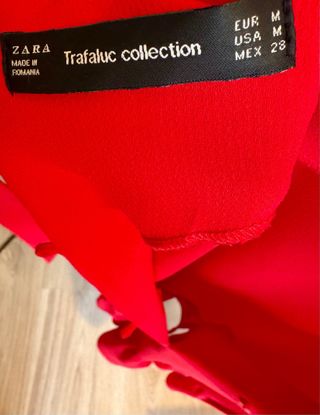 ZARA
MADE IN
ROMANIA
Trafaluc collection
EUR M
USA M
MEX 28